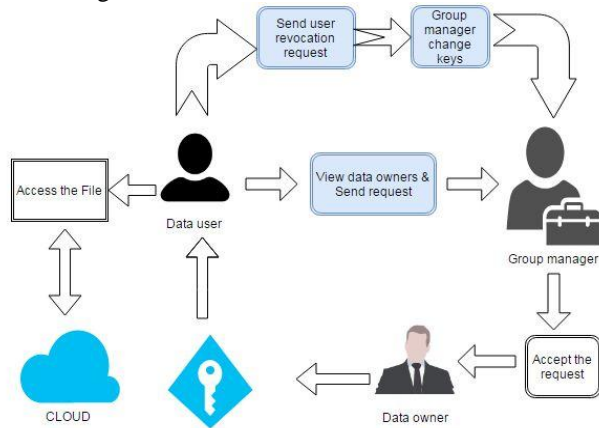 Send user
revocation
request
Group
manager
change
keys
Access the File
View data owners &
Send request
Data user
Group manager
Accept the
request
CLOUD
Data owner